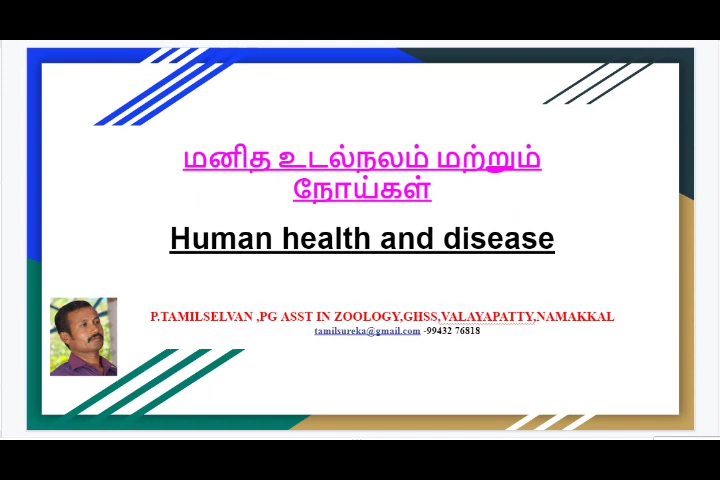 மனித உடல்நலம் மற்றும்
நோய்கள்
Human health and disease
P.TAMILSELVAN ,PG ASST IN ZOOLOGY,GHSS,VALAYAPATTY,NAMAKKAL
tamilsureka@gmail.com -99432 76818